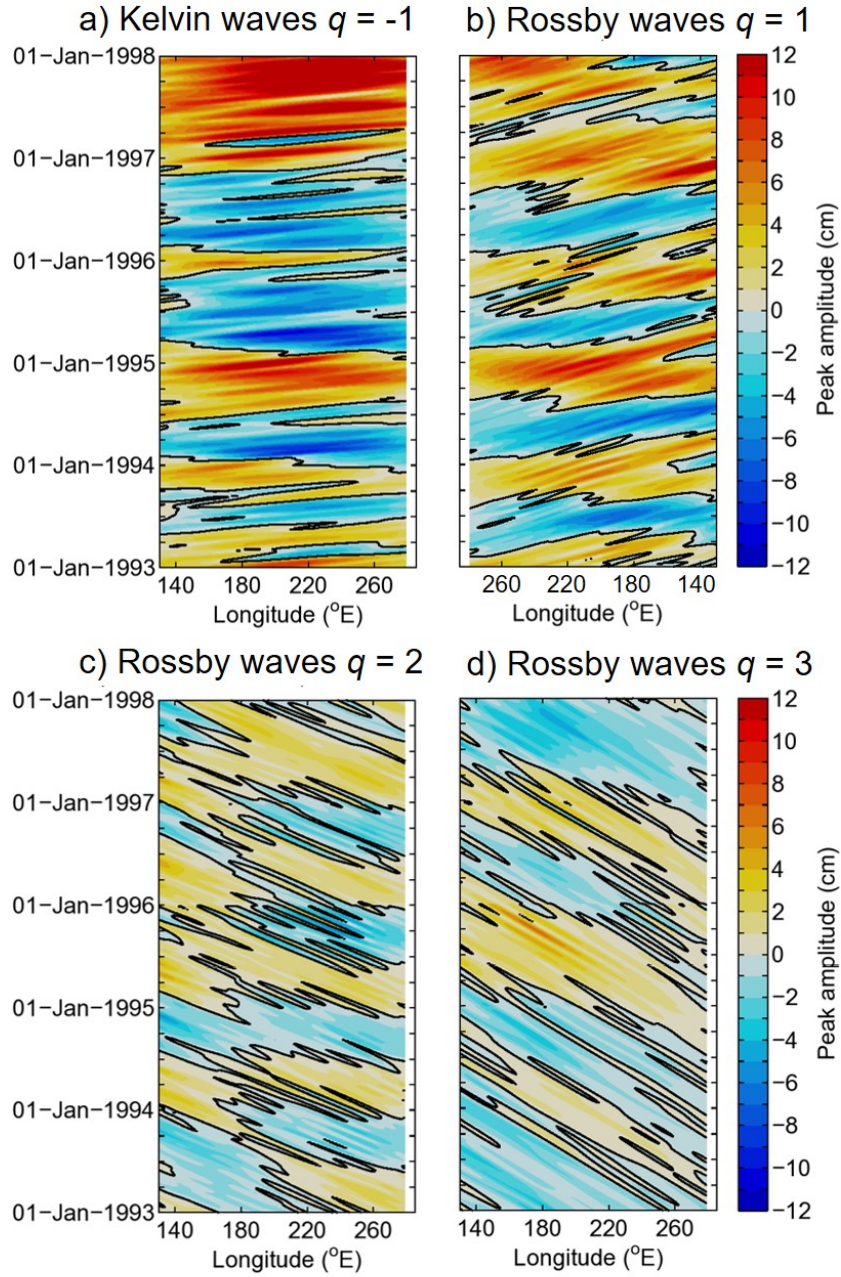 a) Kelvin waves q = -1
b) Rossby waves q = 1
01−Jan−1998
01−Jan−1997
01−Jan−1996
01−Jan−1995
01−Jan−1994
01−Jan−1993
140 180 220 260
Longitude (°E)
260 220 180 140
Longitude (°E)
12
10
8
6
4
2
0
−2
−4
−6
−8
−10
−12
Peak amplitude (cm)
c) Rossby waves q = 2
d) Rossby waves q = 3
01−Jan−1998
01−Jan−1997
01−Jan−1996
01−Jan−1995
01−Jan−1994
01−Jan−1993
140 180 220 260
Longitude (°E)
140 180 220 260
Longitude (°E)
12
10
8
6
4
2
0
−2
−4
−6
−8
−10
−12
Peak amplitude (cm)